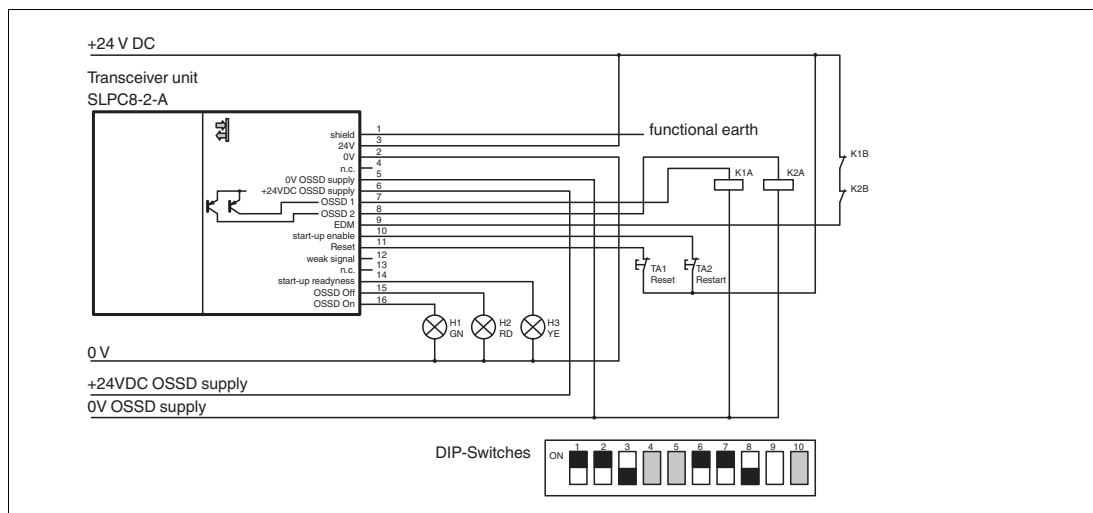 +24 V DC
Transceiver unit
SLPC8-2-A
shield 1 functional earth
24V 3
0V 2
n.c. 4
0V OSSD supply 5
+24VDC OSSD supply 6
OSSD 1 7
OSSD 2 8
EDM 9
start-up enable 10
Reset 11
weak signal 12
n.c. 13
start-up readyness 14
OSSD Off 15
OSSD On 16
K1A
K2A
K1B
K2B
TA1
Reset
TA2
Restart
H1
GN
H2
RD
H3
YE
0 V
+24VDC OSSD supply
0V OSSD supply
DIP-Switches
ON
1 2 3 4 5 6 7 8 9 10